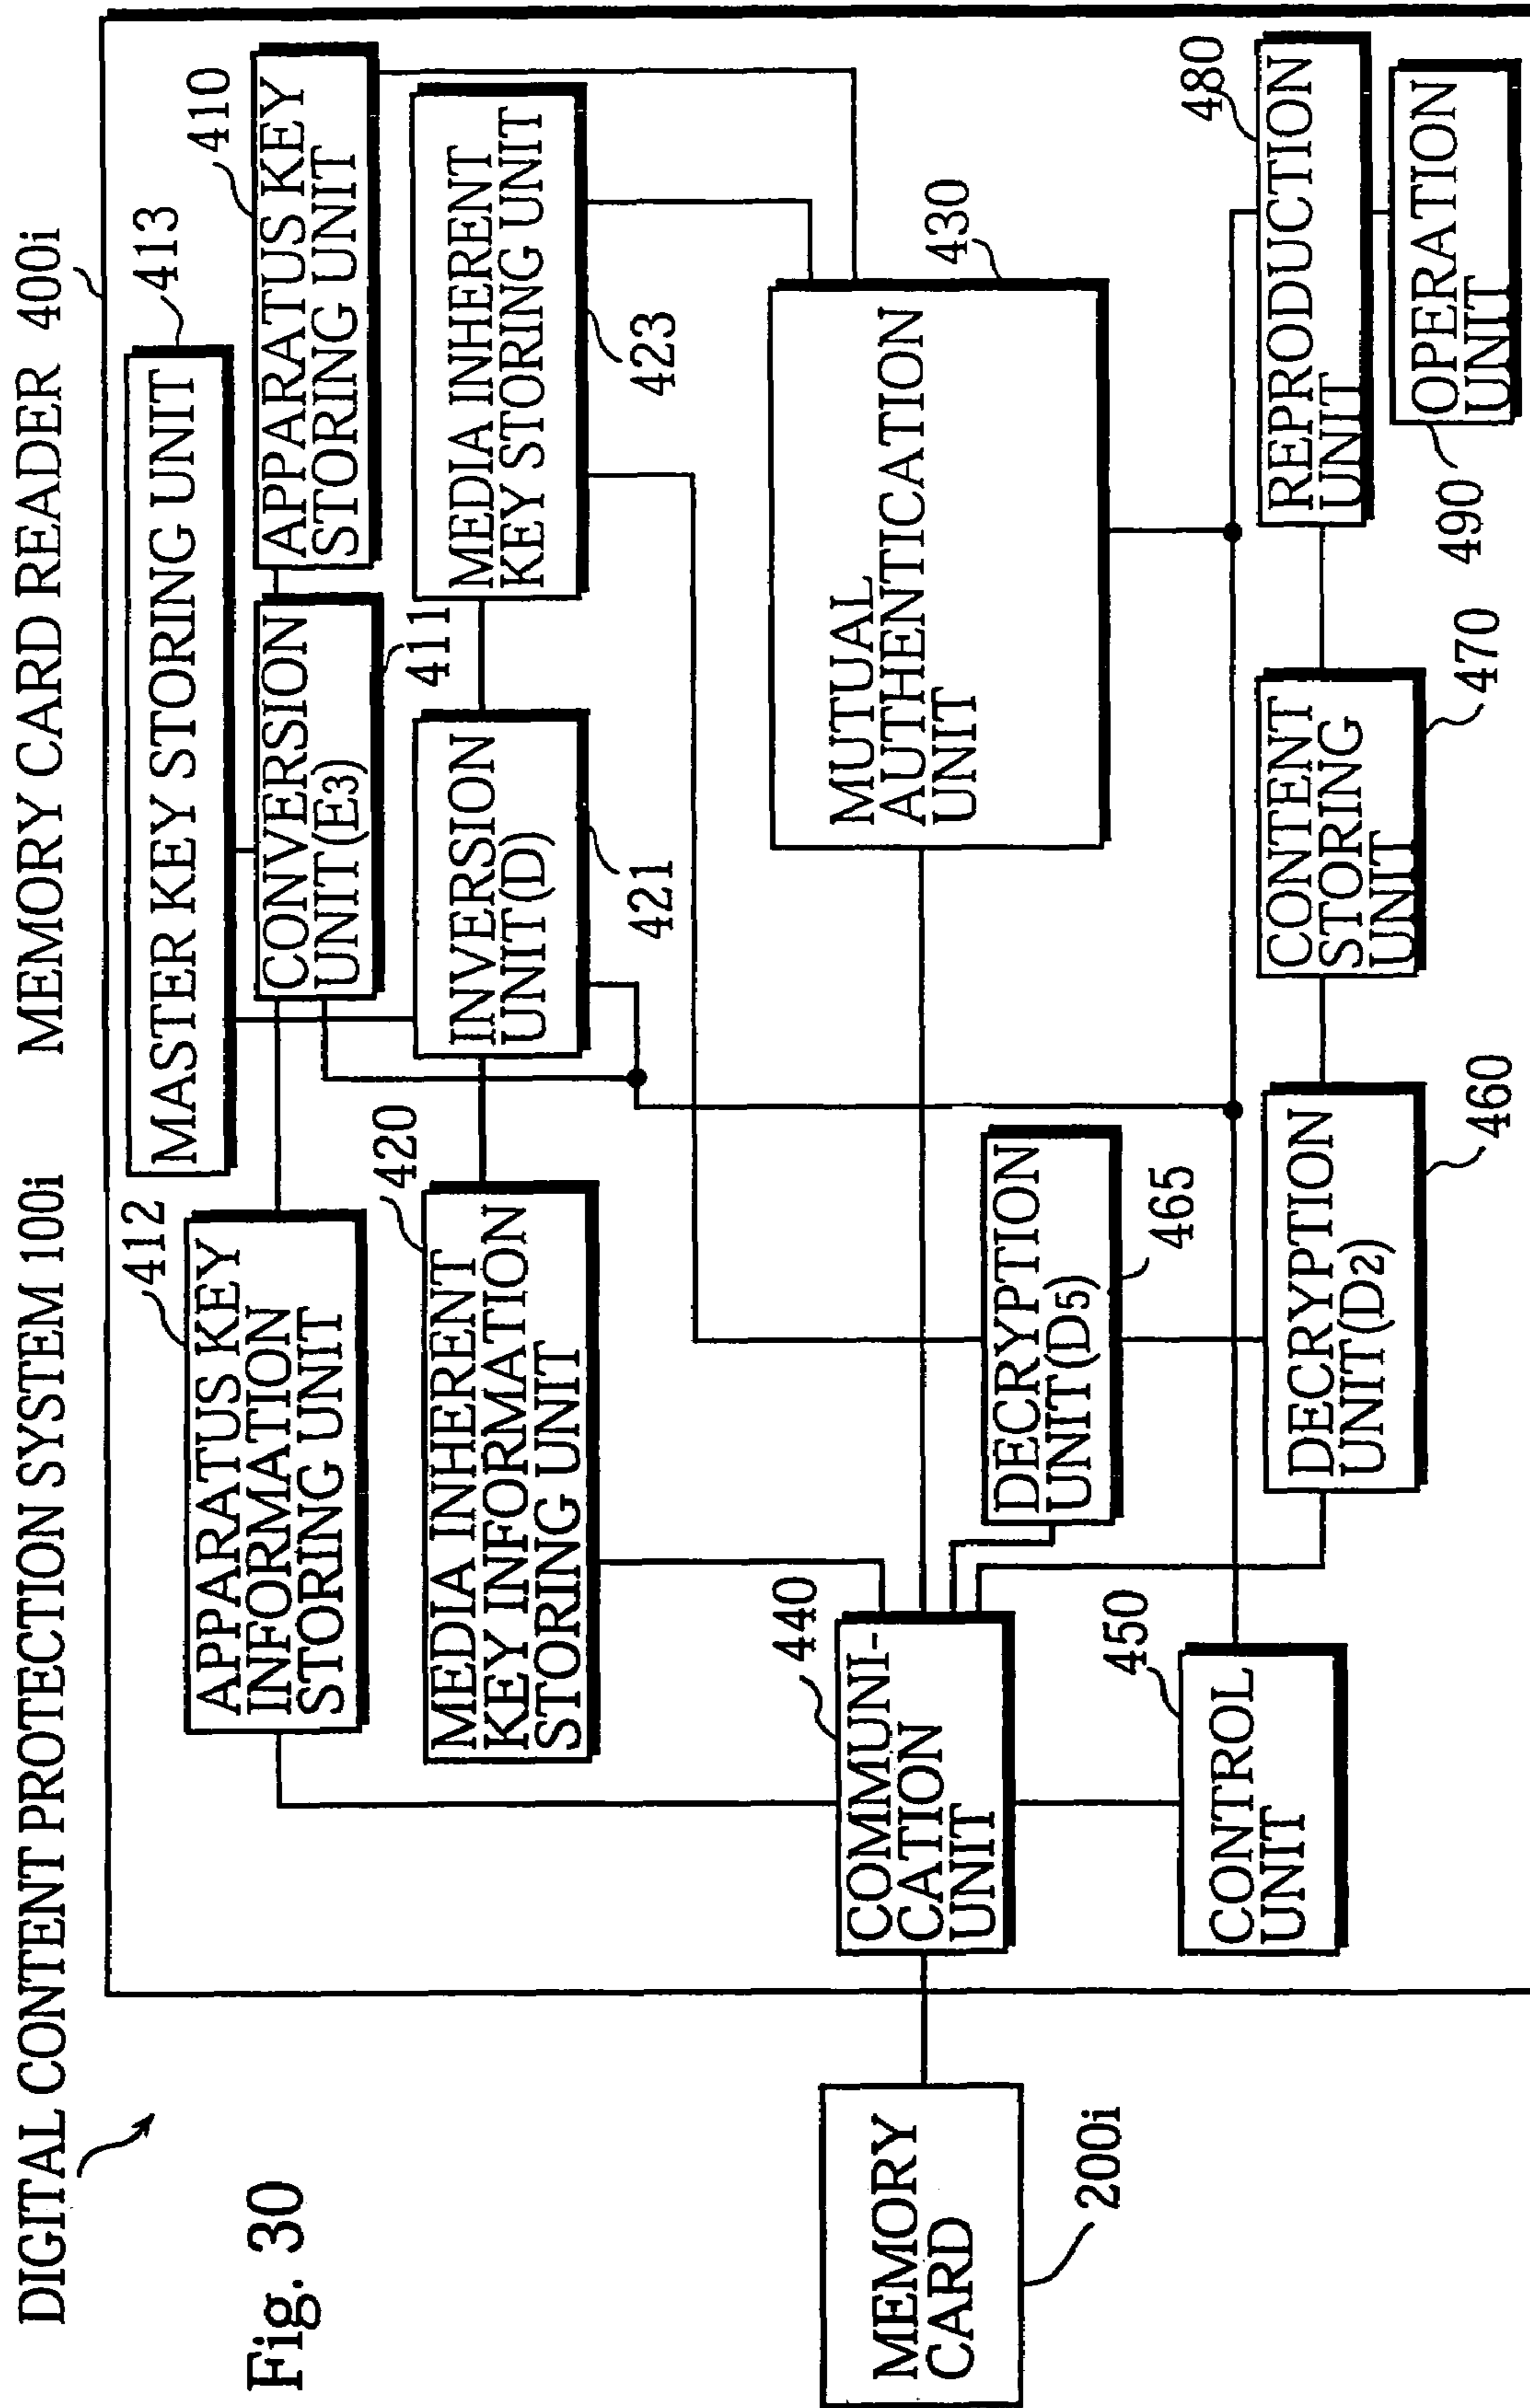 DIGITAL CONTENT PROTECTION SYSTEM 100i
MEMORY CARD READER 400i
Fig. 30
MASTER KEY STORING UNIT
413
APPARATUS KEY
INFORMATION
STORING UNIT
412
CONVERSION
UNIT(E3)
411
APPARATUS KEY
STORING UNIT
410
MEDIA INHERENT
KEY INFORMATION
STORING UNIT
420
INVERSION
UNIT(D)
421
MEDIA INHERENT
KEY STORING UNIT
423
MEMORY
CARD
200i
COMMUNI-
CATION
UNIT
440
MUTUAL
AUTHENTICATION
UNIT
430
DECRYPTION
UNIT(D5)
465
CONTROL
UNIT
450
DECRYPTION
UNIT(D2)
460
CONTENT
STORING
UNIT
470
REPRODUCTION
UNIT
480
OPERATION
UNIT
490